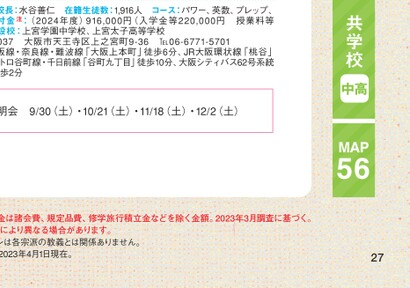 校長：水谷善仁 在籍生徒数：1,916人 コース：パワー、英数、プレップ、
付金注：（2024年度）916,000円（入学金等220,000円 授業料等
設校：上宮学園中学校、上宮太子高等学校
037 大阪市天王寺区上之宮町9-36 TEL06-6771-5701
阪線・奈良線・難波線「大阪上本町」徒歩6分、JR大阪環状線「桃谷」
トロ谷町線・千日前線「谷町九丁目」徒歩10分、大阪シティバス62号系統
歩2分
明会 9/30（土）・10/21（土）・11/18（土）・12/2（土）
共学校
中高
MAP
56
金は諸会費、規定品費、修学旅行積立金などを除く金額。2023年3月調査に基づく。
により異なる場合があります。
ンは各宗派の教義とは関係ありません。
2023年4月1日現在。
27